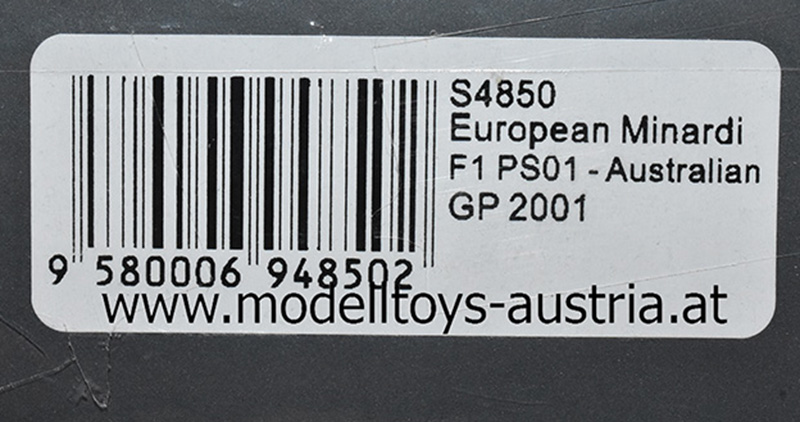 S4850
European Minardi
F1 PS01 - Australian
GP 2001
9 580006 948502
www.modelltoys-austria.at